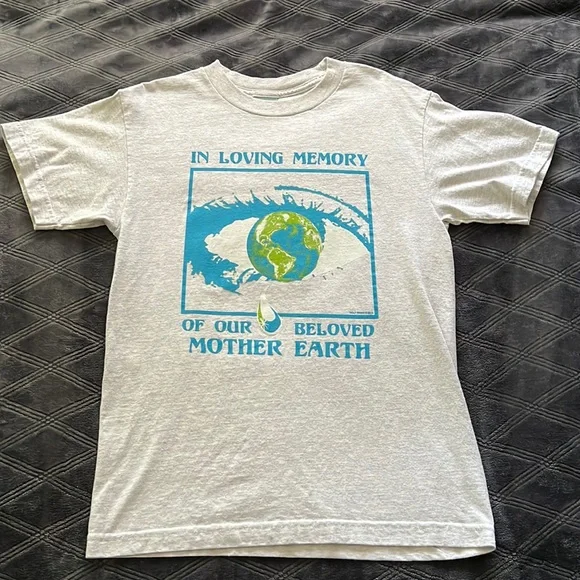 IN LOVING MEMORY
OF OUR BELOVED
MOTHER EARTH